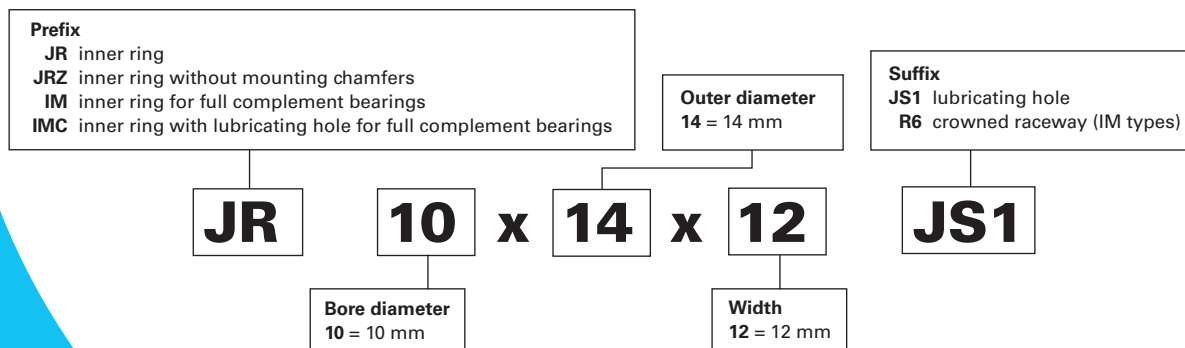 Prefix
JR inner ring
JRZ inner ring without mounting chamfers
IM inner ring for full complement bearings
IMC inner ring with lubricating hole for full complement bearings
Outer diameter
14 = 14 mm
Suffix
JS1 lubricating hole
R6 crowned raceway (IM types)
JR 10 x 14 x 12 JS1
Bore diameter
10 = 10 mm
Width
12 = 12 mm